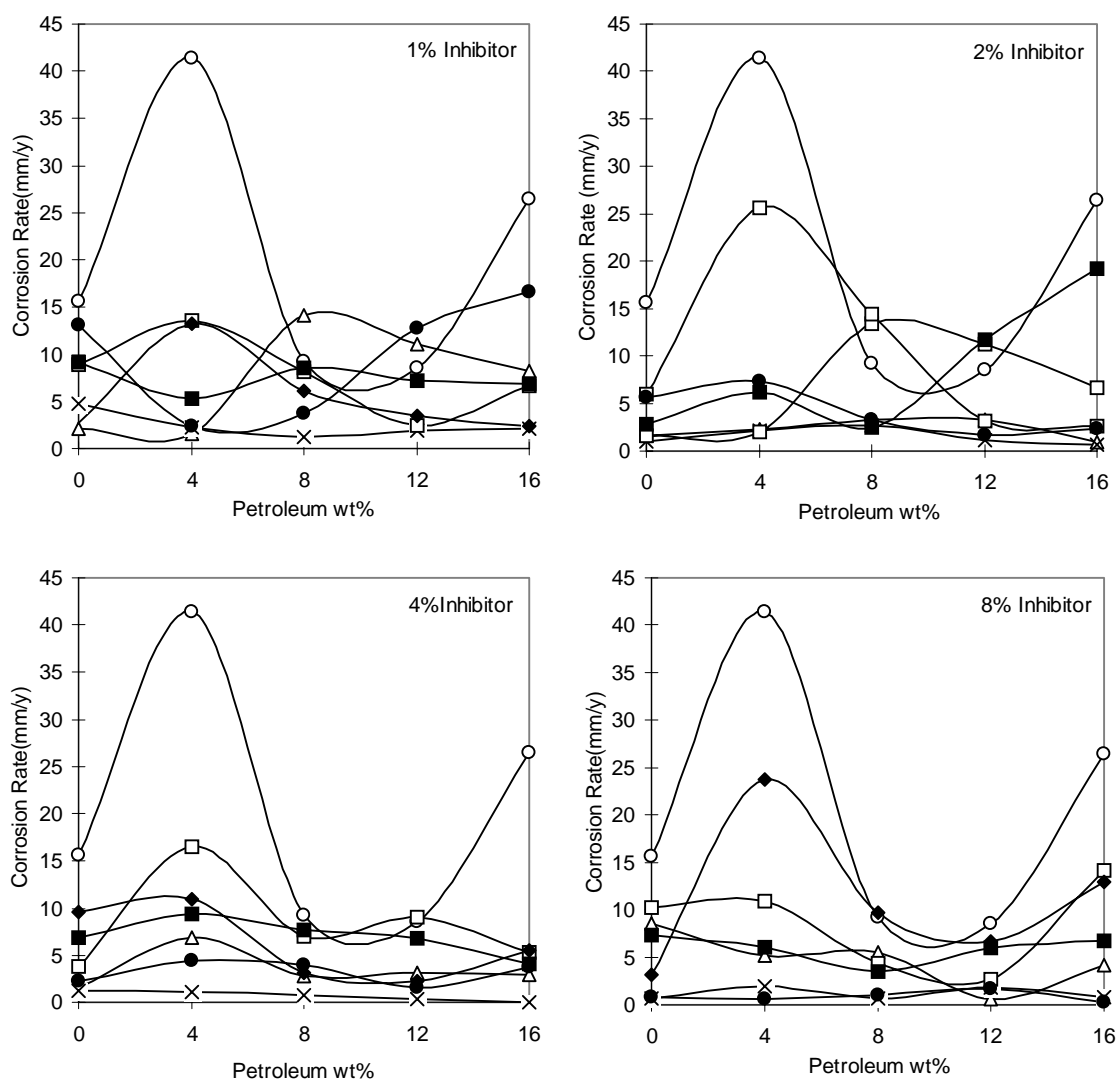 1% Inhibitor
Corrosion Rate(mm/y)
45
40
35
30
25
20
15
10
5
0
0 4 8 12 16
Petroleum wt%
2% Inhibitor
Corrosion Rate (mm/y)
45
40
35
30
25
20
15
10
5
0
0 4 8 12 16
Petroleum wt%
4%Inhibitor
Corrosion Rate(mm/y)
45
40
35
30
25
20
15
10
5
0
0 4 8 12 16
Petroleum wt%
8% Inhibitor
Corrosion Rate(mm/y)
45
40
35
30
25
20
15
10
5
0
0 4 8 12 16
Petroleum wt%